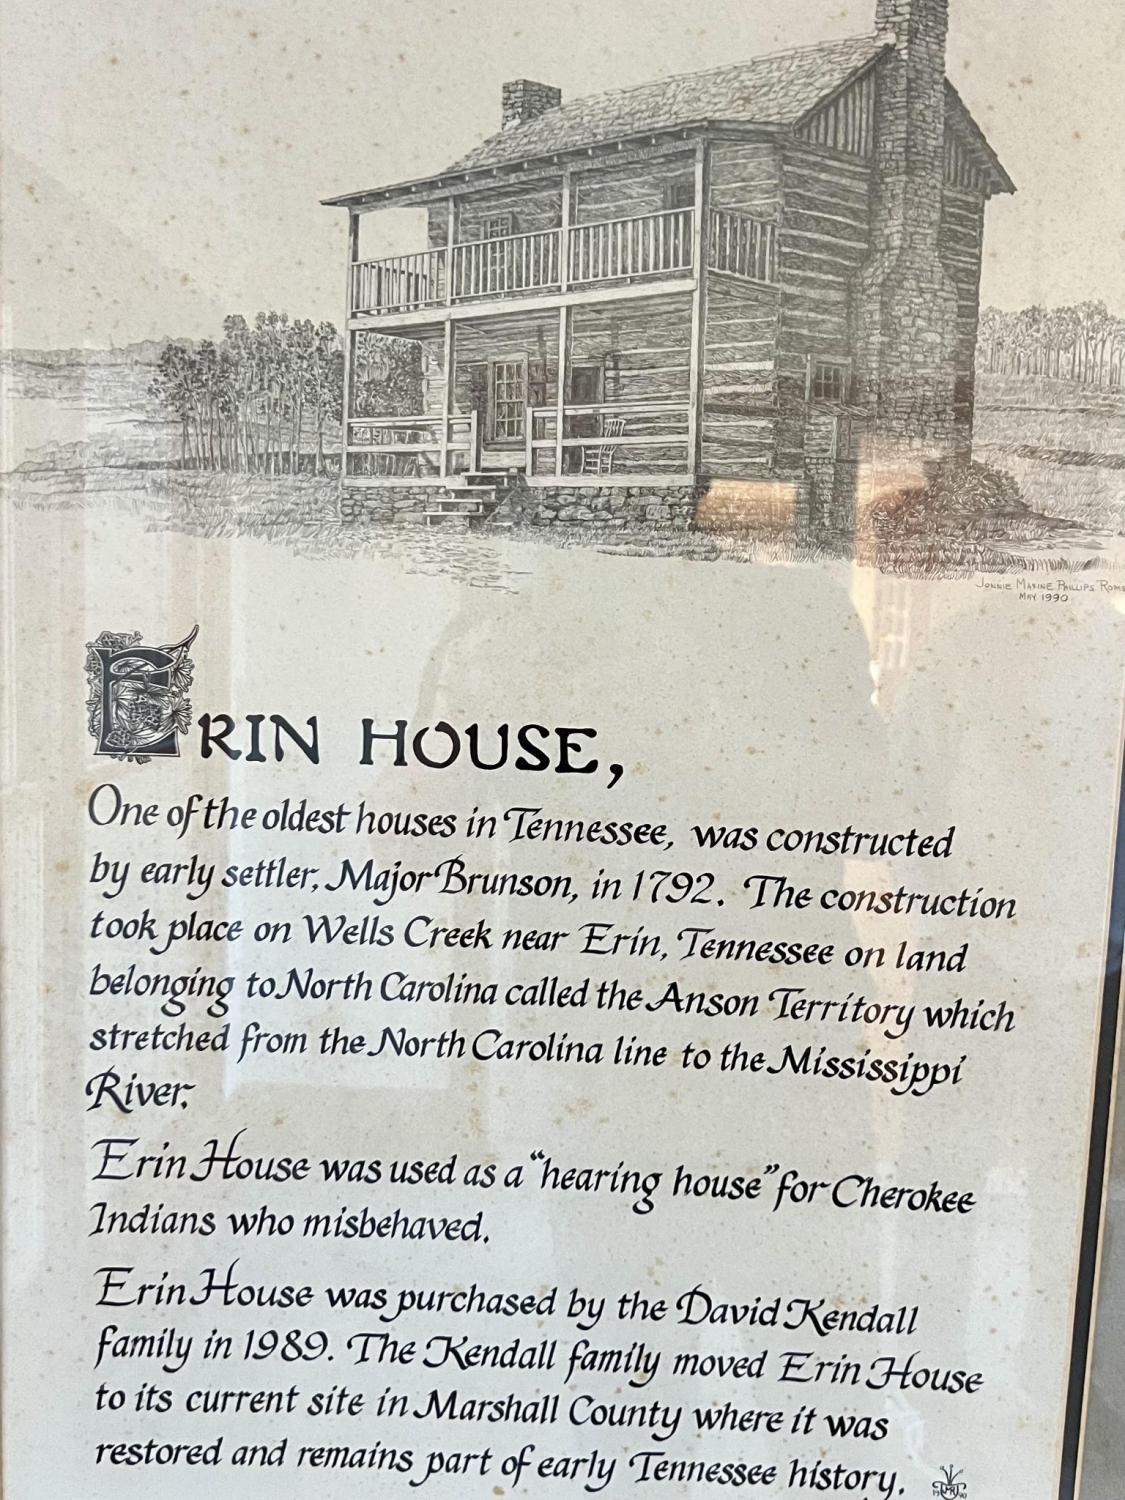 JONNIE MAXINE PHILLIPS
MAY 1990
ERIN HOUSE,
One of the oldest houses in Tennessee, was constructed
by early settler, Major Brunson, in 1792. The construction
took place on Wells Creek near Erin, Tennessee on land
belonging to North Carolina called the Anson Territory which
stretched from the North Carolina line to the Mississippi
River.
Erin House was used as a "hearing house" for Cherokee
Indians who misbehaved.
Erin House was purchased by the David Kendall
family in 1989. The Kendall family moved Erin House
to its current site in Marshall County where it was
restored and remains part of early Tennessee history.